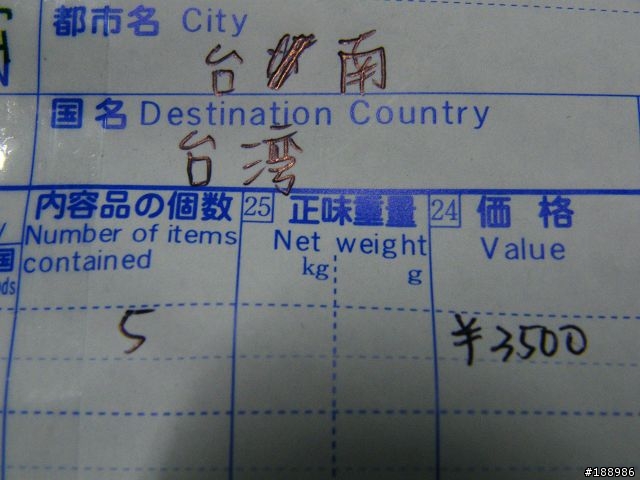 都市名 City
台南
国名 Destination Country
台湾
内容品の個数 25 正味重量 24 価格
Number of items Net weight Value
国 contained kg g
5 ¥3500
#188986